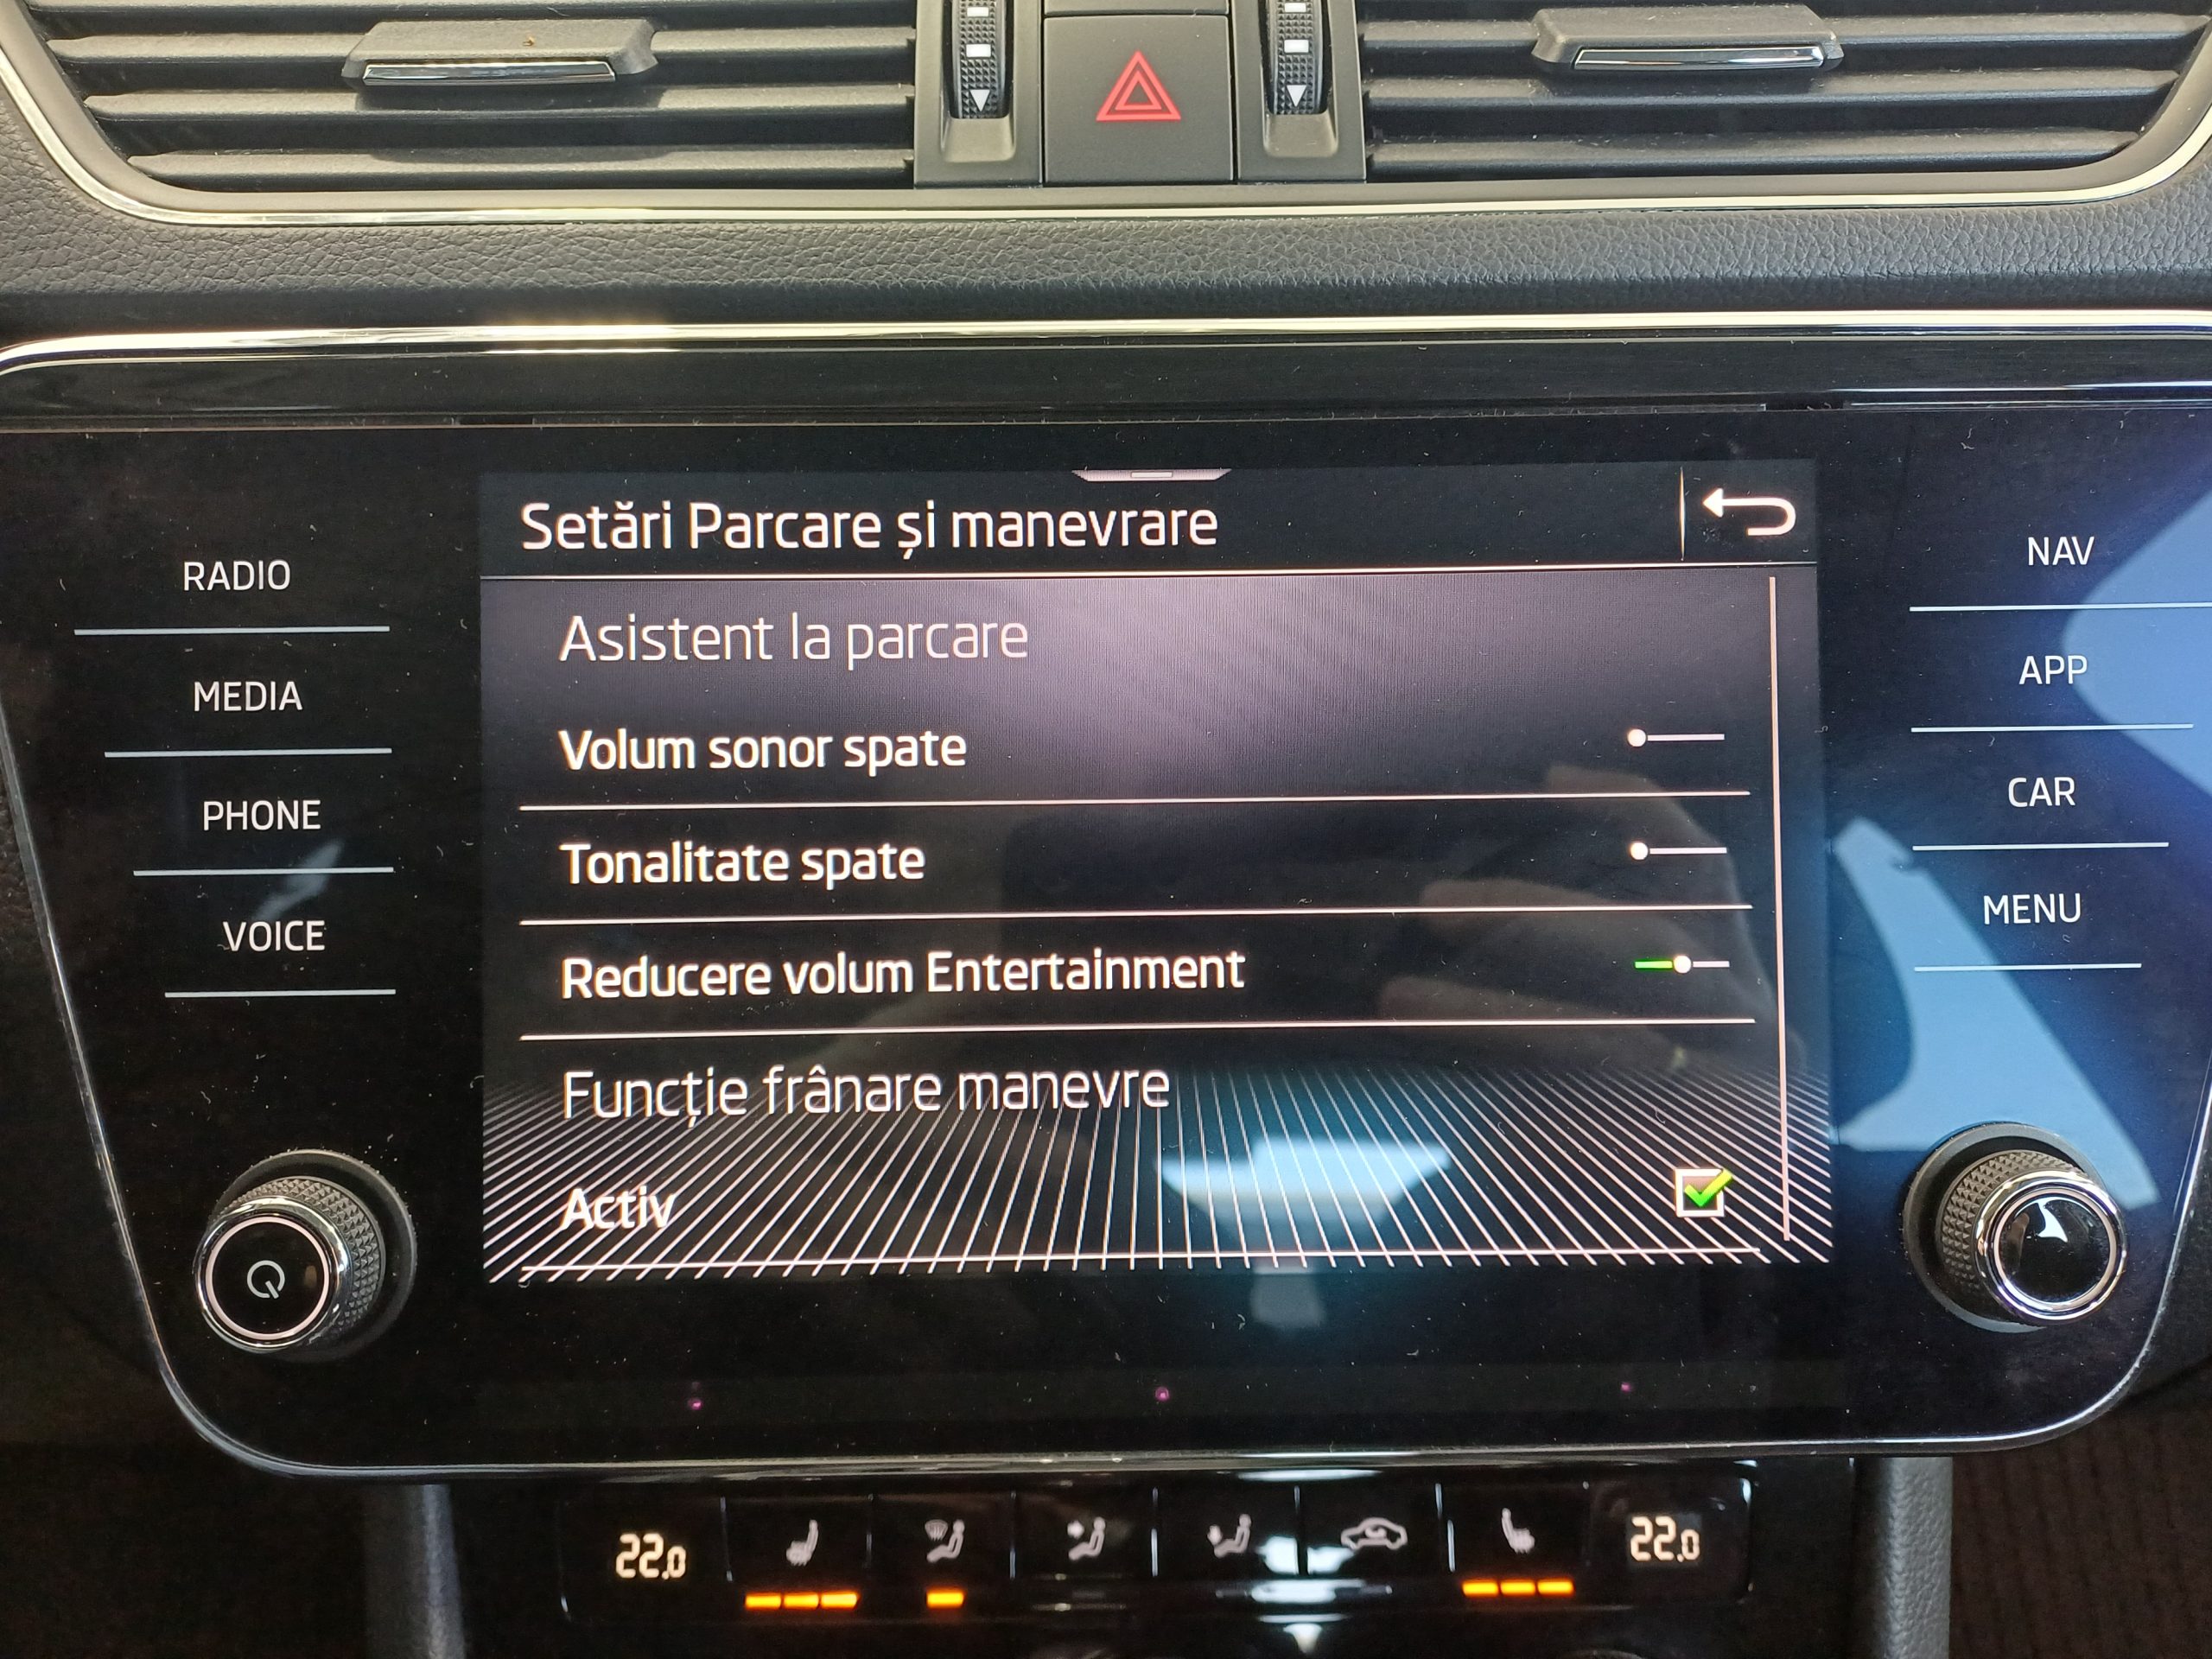 Setări Parcare și manevrare
RADIO
MEDIA
PHONE
VOICE
Asistent la parcare
Volum sonor spate
Tonalitate spate
Reducere volum Entertainment
Funcție frânare manevre
Activ
NAV
APP
CAR
MENU
22.0
22.0